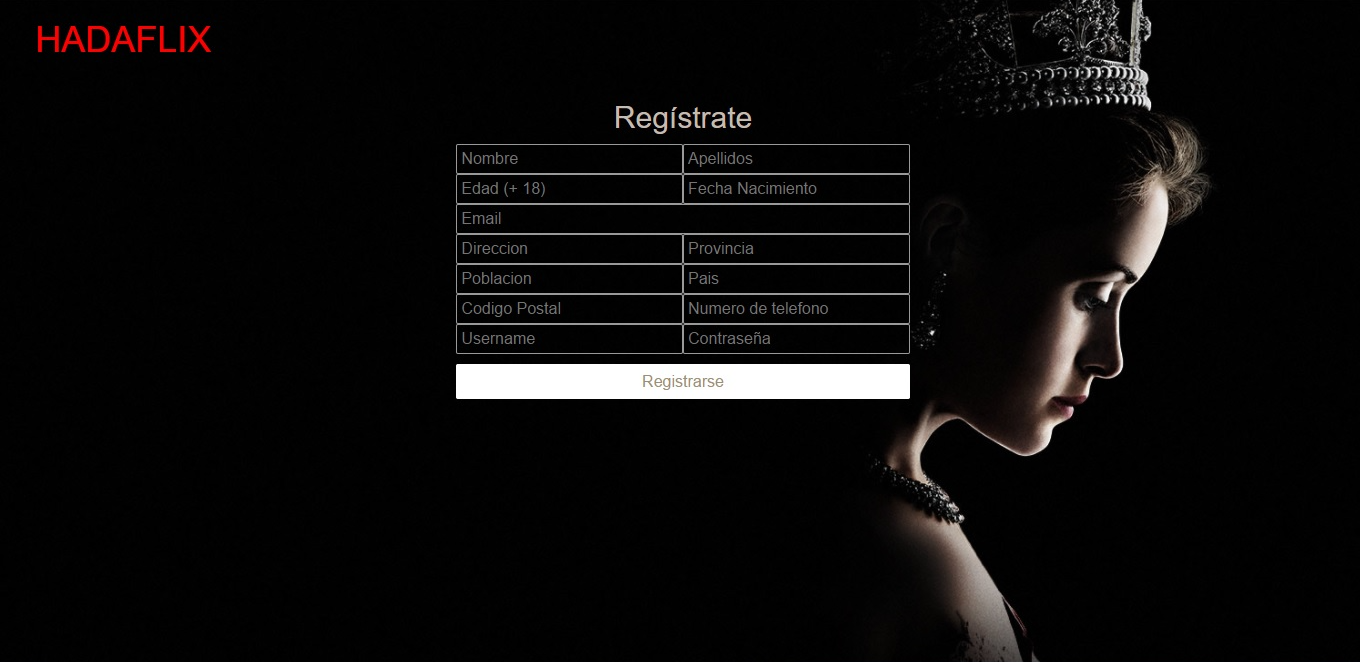 HADAFLIX
Regístrate
Nombre Apellidos
Edad (+ 18) Fecha Nacimiento
Email
Direccion Provincia
Poblacion Pais
Codigo Postal Numero de telefono
Username Contraseña
Registrarse